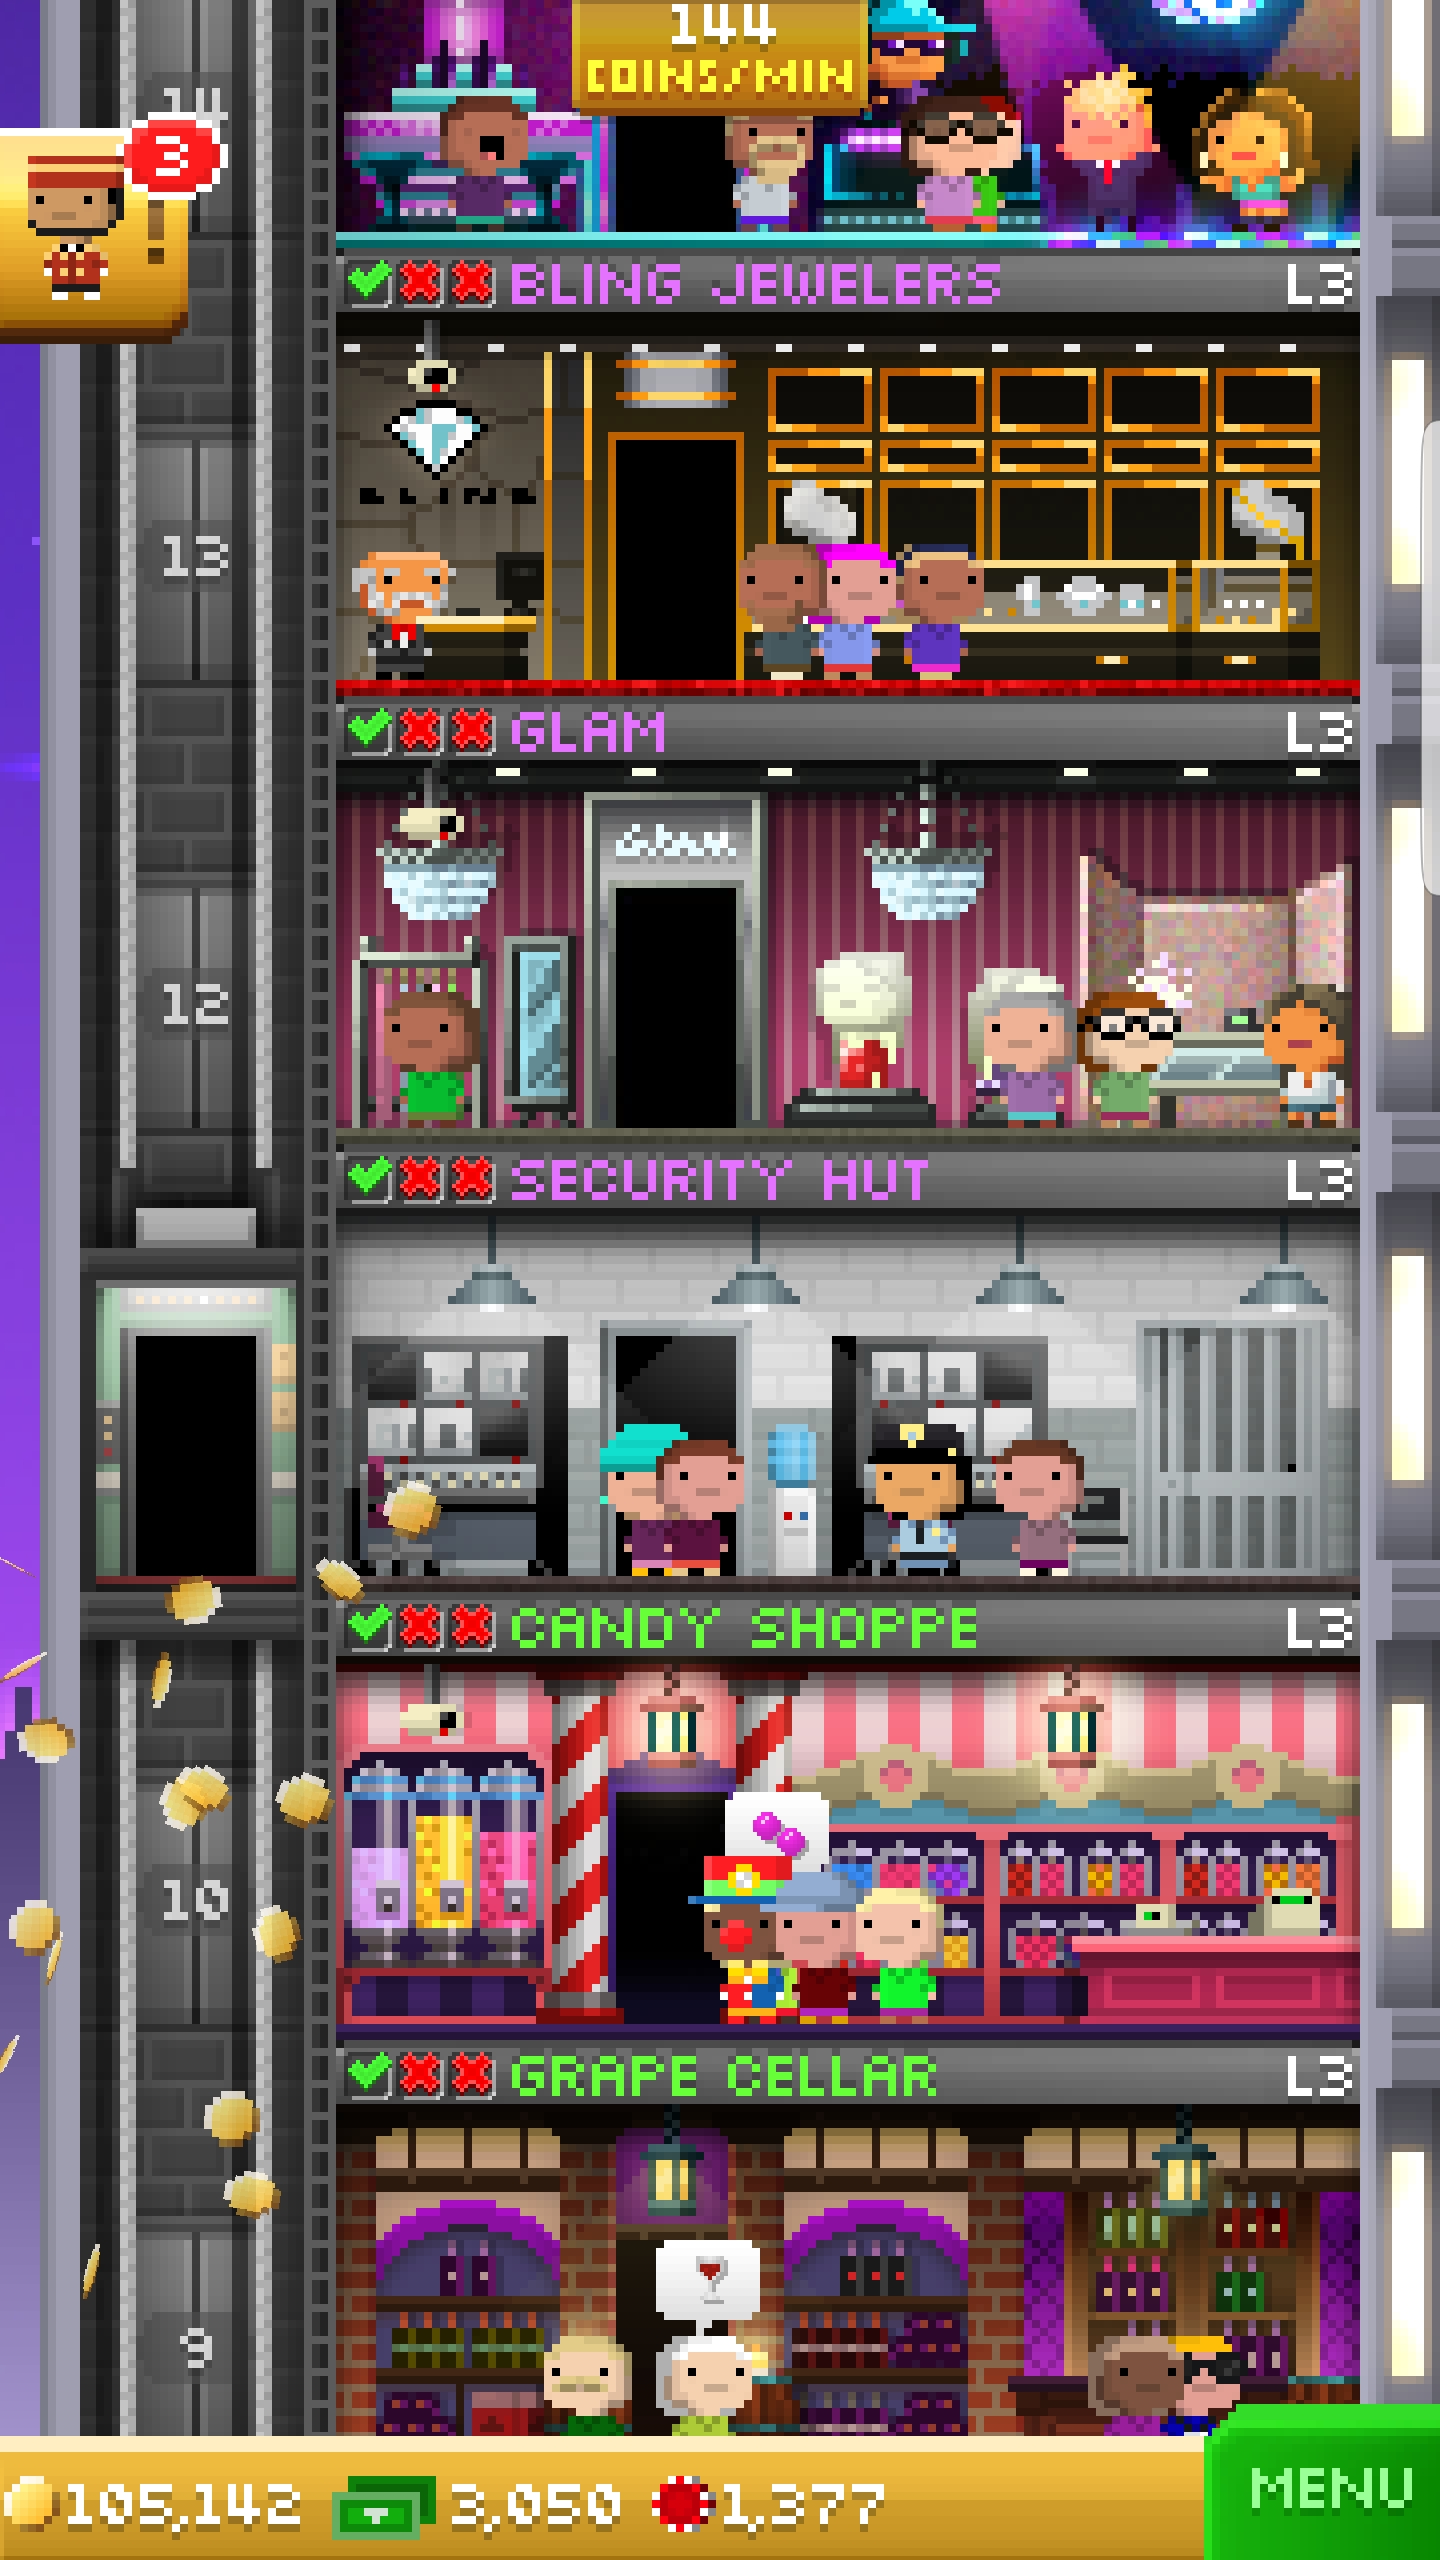 144
COINS/MIN
14
3
BLING JEWELERS L3
BLING
13
GLAM L3
Glam
12
SECURITY HUT L3
CANDY SHOPPE L3
10
GRAPE CELLAR L3
9
105,142 3,050 1,377
MENU